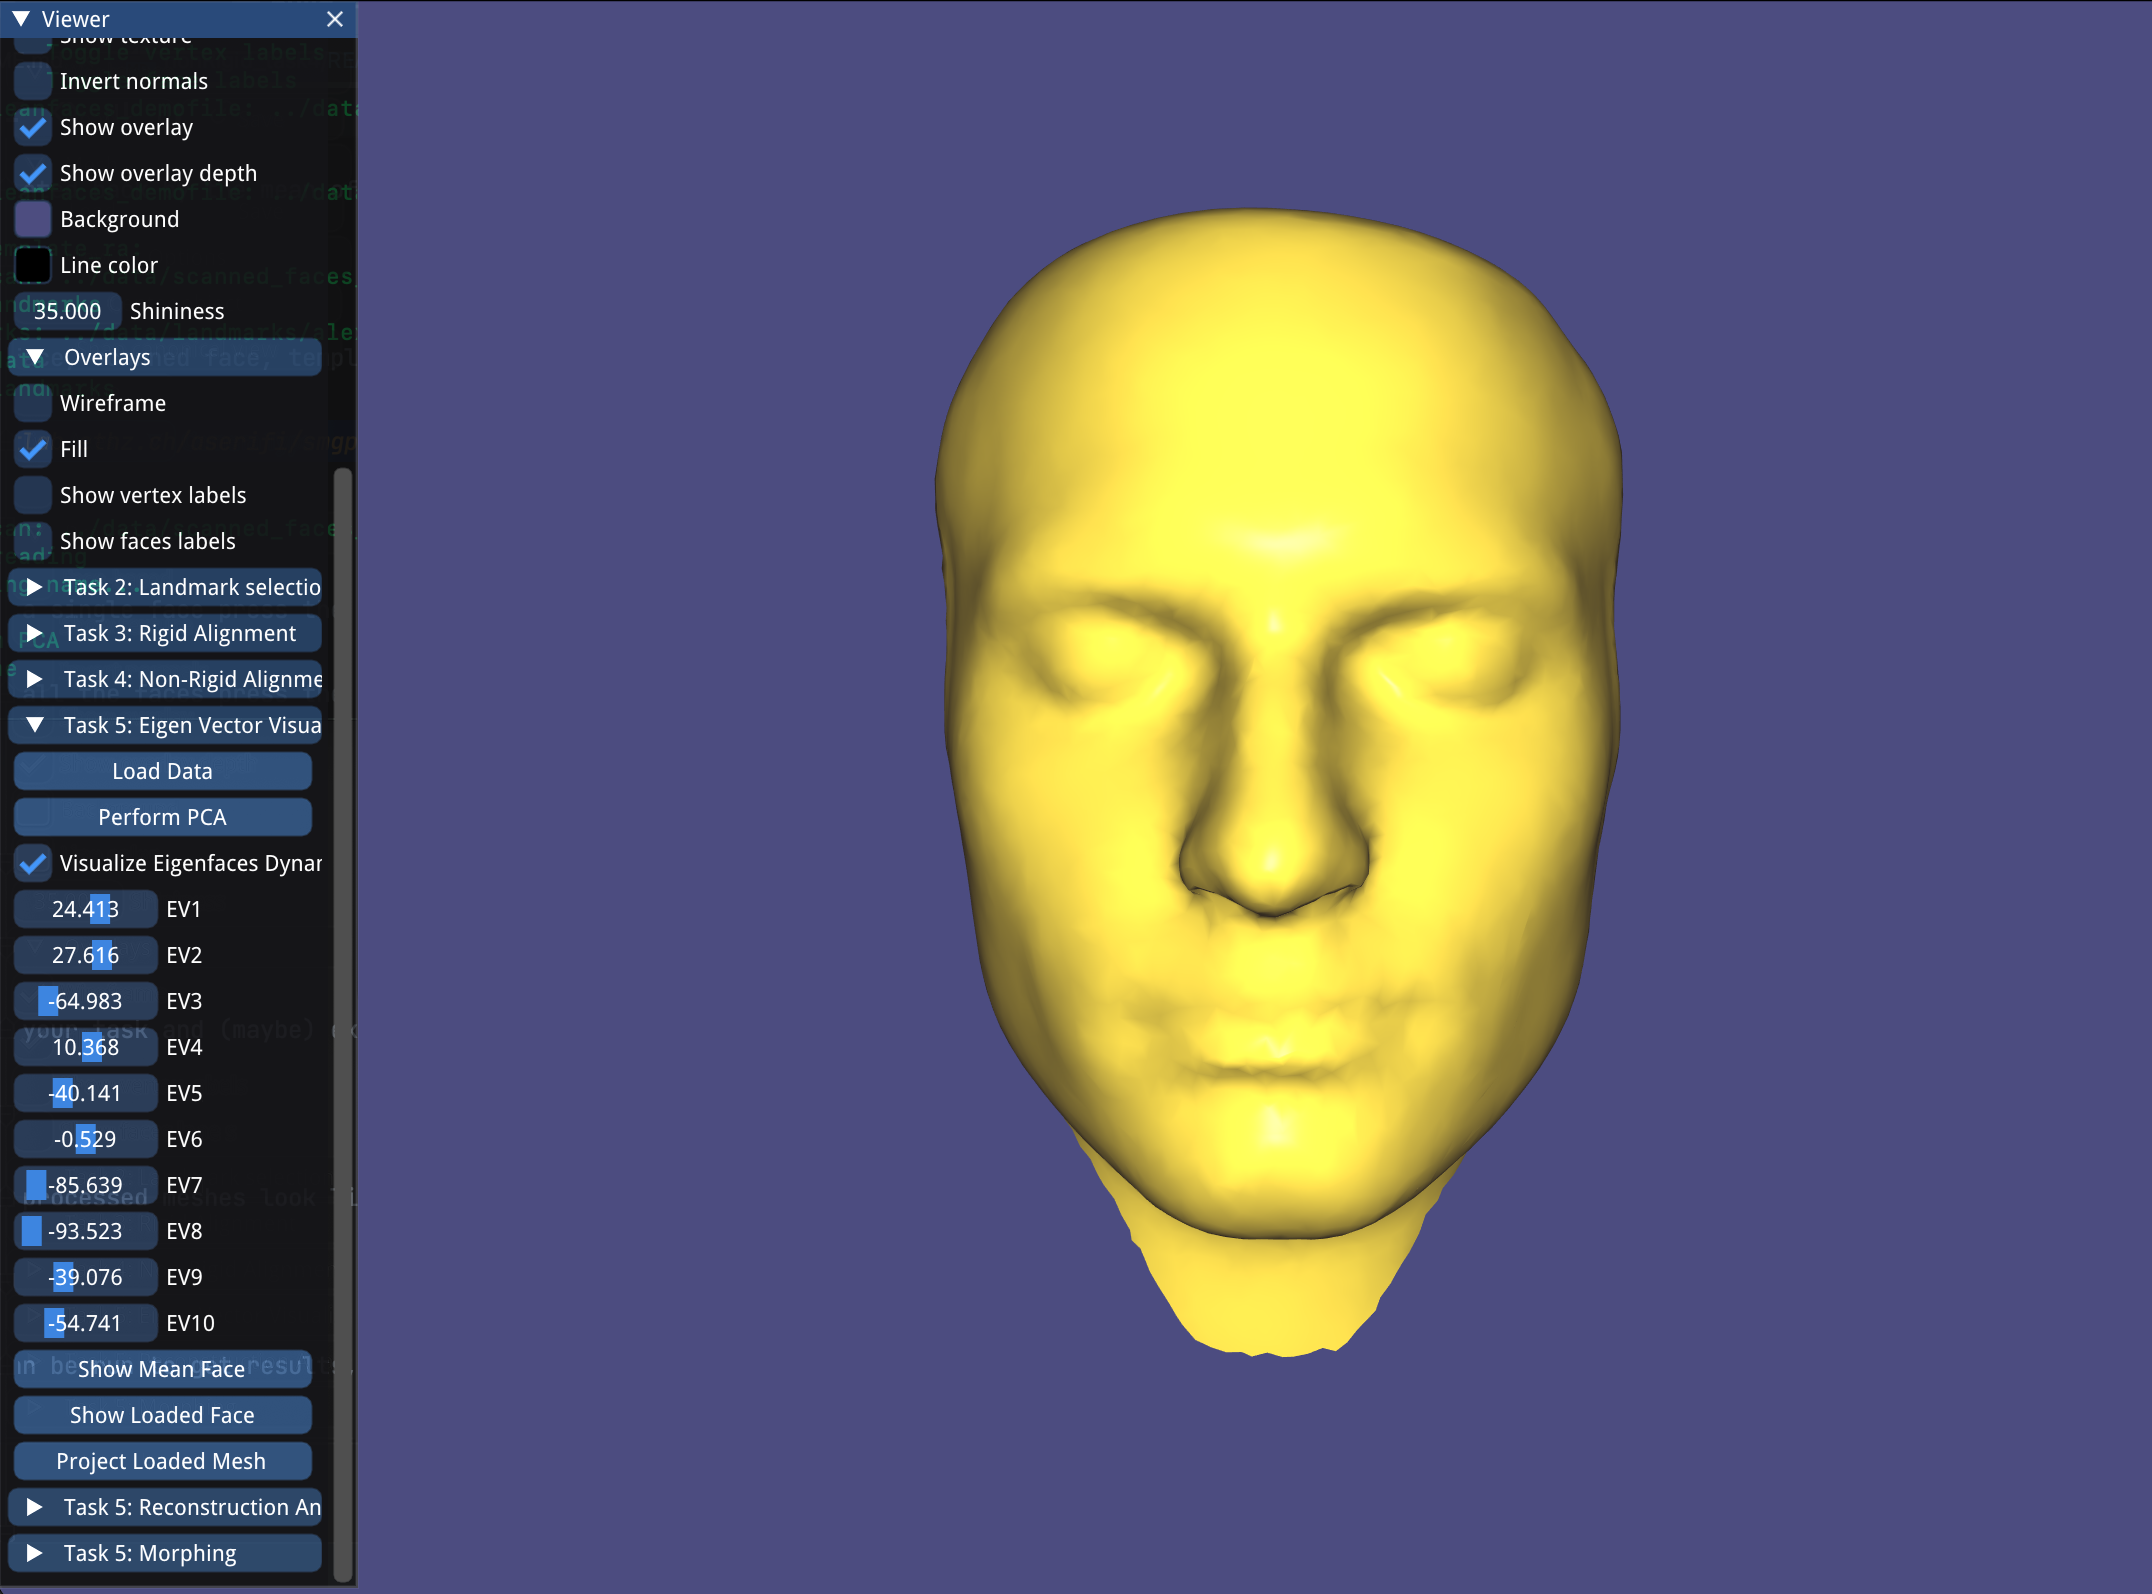 Viewer
Show texture
Invert normals
Show overlay
Show overlay depth
Background
Line color
35.000 Shininess
Overlays
Wireframe
Fill
Show vertex labels
Show faces labels
Task 2: Landmark selectio
Task 3: Rigid Alignment
Task 4: Non-Rigid Alignme
Task 5: Eigen Vector Visua
Load Data
Perform PCA
Visualize Eigenfaces Dynar
24.413 EV1
27.616 EV2
-64.983 EV3
10.368 EV4
-40.141 EV5
-0.529 EV6
-85.639 EV7
-93.523 EV8
-39.076 EV9
-54.741 EV10
Show Mean Face
Show Loaded Face
Project Loaded Mesh
Task 5: Reconstruction An
Task 5: Morphing